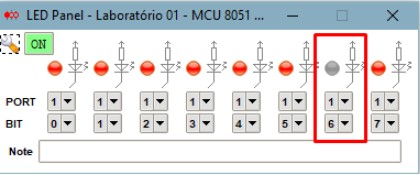 LED Panel - Laboratório 01 - MCU 8051 ...
ON
PORT 1 1 1 1 1 1 1 1
BIT 0 1 2 3 4 5 6 7
Note